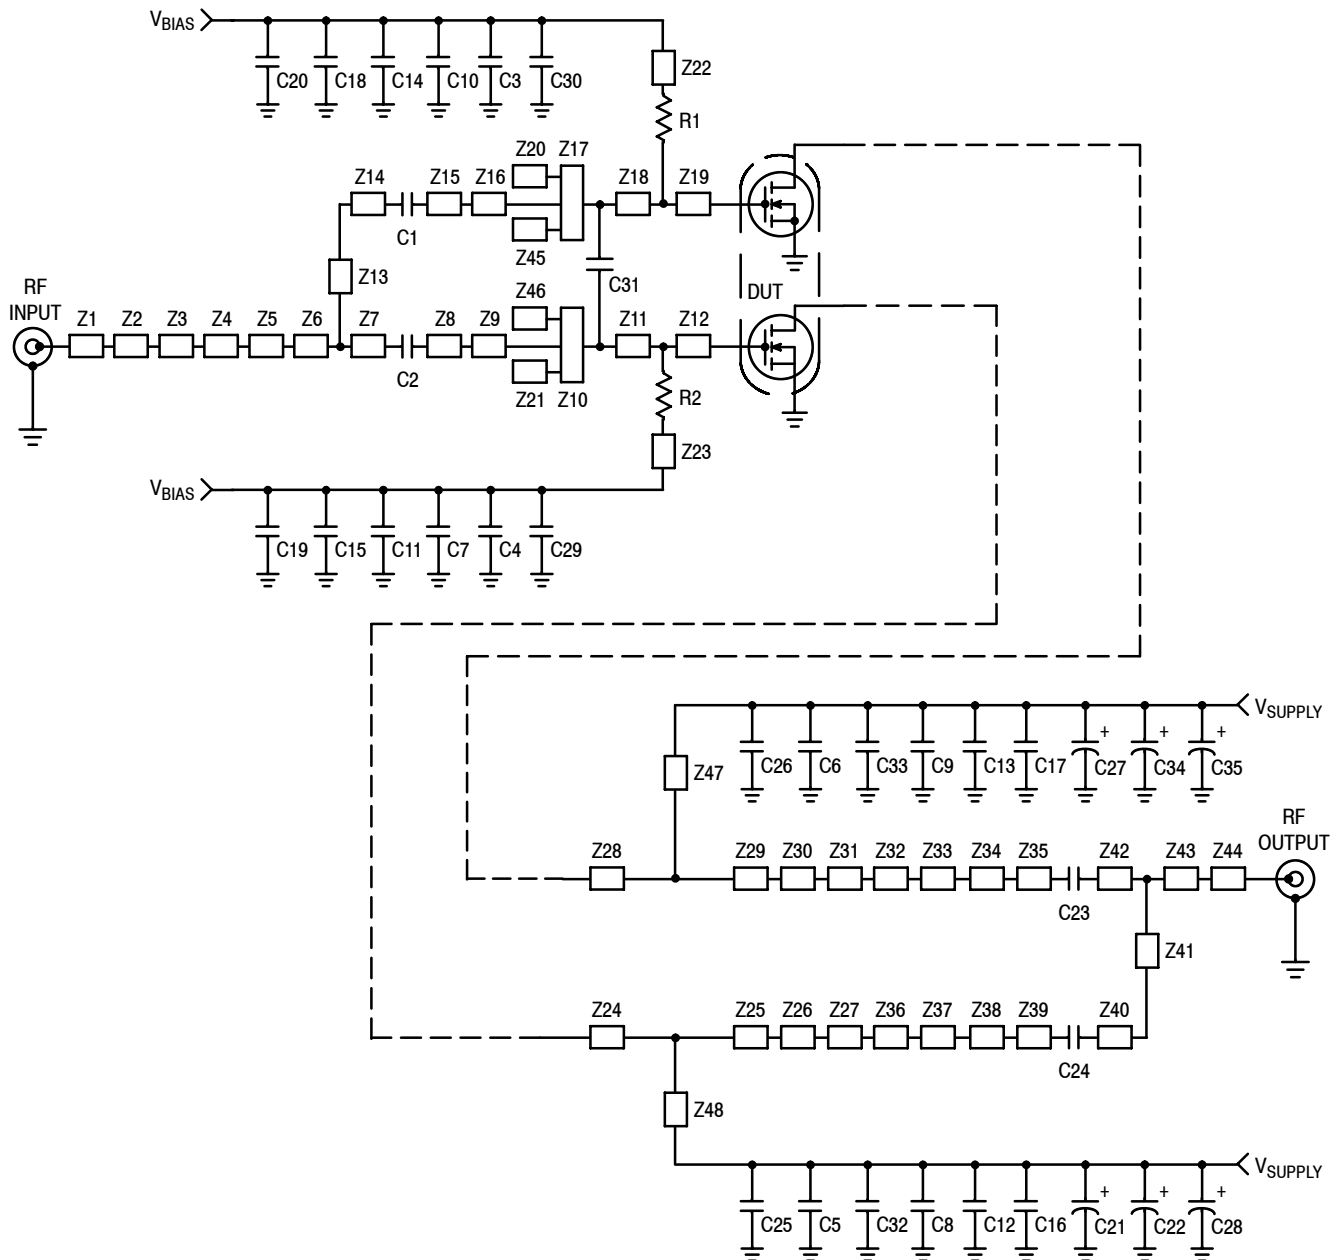 VBIAS
C20 C18 C14 C10 C3 C30
Z22
R1
Z20 Z17
Z14 Z15 Z16 Z18 Z19
C1
Z45
Z13
C31
RF
INPUT
Z46
DUT
Z1 Z2 Z3 Z4 Z5 Z6 Z7 Z8 Z9 Z11 Z12
C2
Z21 Z10
R2
Z23
VBIAS
C19 C15 C11 C7 C4 C29
VSUPPLY
+ + +
C26 C6 C33 C9 C13 C17 C27 C34 C35
Z47
RF
OUTPUT
Z28 Z29 Z30 Z31 Z32 Z33 Z34 Z35 Z42 Z43 Z44
C23
Z41
Z24 Z25 Z26 Z27 Z36 Z37 Z38 Z39 Z40
C24
Z48
VSUPPLY
+ + +
C25 C5 C32 C8 C12 C16 C21 C22 C28